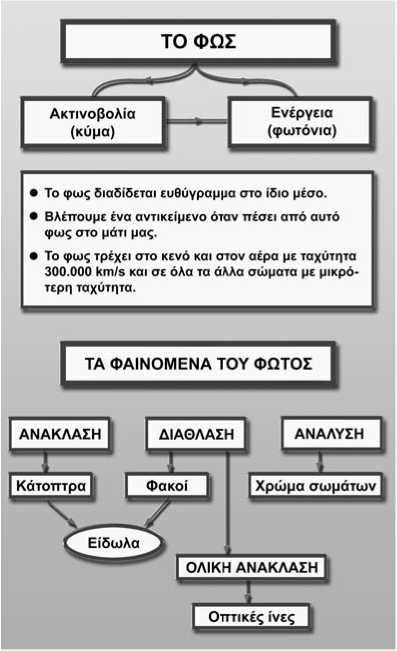 ΤΟ ΦΩΣ
Ακτινοβολία
(κύμα)
Ενέργεια
(φωτόνια)
● Το φως διαδίδεται ευθύγραμμα στο ίδιο μέσο.
● Βλέπουμε ένα αντικείμενο όταν πέσει από αυτό
φως στο μάτι μας.
● Το φως τρέχει στο κενό και στον αέρα με ταχύτητα
300.000 km/s και σε όλα τα άλλα σώματα με μικρό-
τερη ταχύτητα.
ΤΑ ΦΑΙΝΟΜΕΝΑ ΤΟΥ ΦΩΤΟΣ
ΑΝΑΚΛΑΣΗ
ΔΙΑΘΛΑΣΗ
ΑΝΑΛΥΣΗ
Κάτοπτρα
Φακοί
Χρώμα σωμάτων
Είδωλα
ΟΛΙΚΗ ΑΝΑΚΛΑΣΗ
Οπτικές ίνες